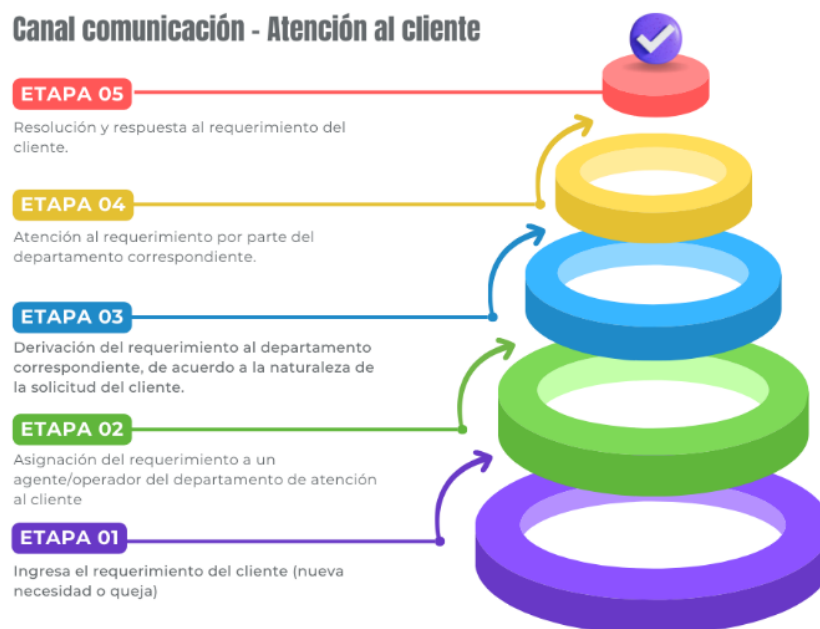 Canal comunicación - Atención al cliente
ETAPA 05
Resolución y respuesta al requerimiento del
cliente.
ETAPA 04
Atención al requerimiento por parte del
departamento correspondiente.
ETAPA 03
Derivación del requerimiento al departamento
correspondiente, de acuerdo a la naturaleza de
la solicitud del cliente.
ETAPA 02
Asignación del requerimiento a un
agente/operador del departamento de atención
al cliente
ETAPA 01
Ingresa el requerimiento del cliente (nueva
necesidad o queja)